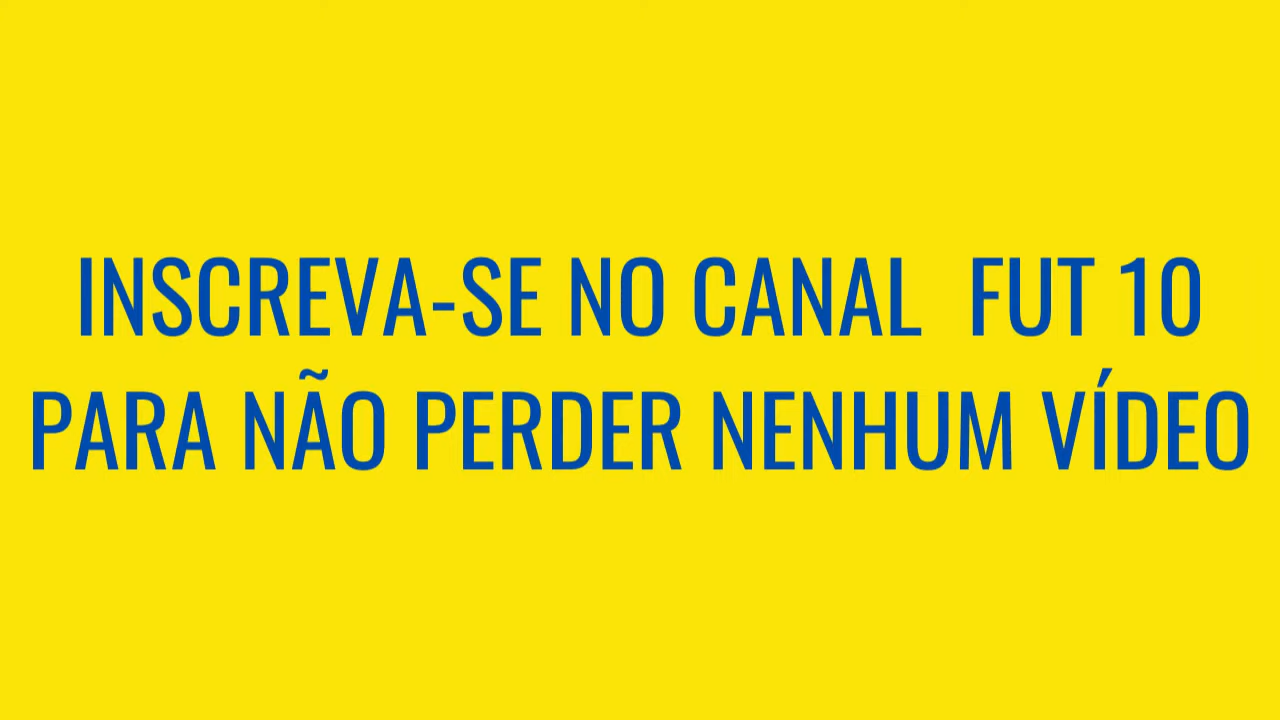 INSCREVA-SE NO CANAL  FUT 10
PARA NÃO PERDER NENHUM VÍDEO